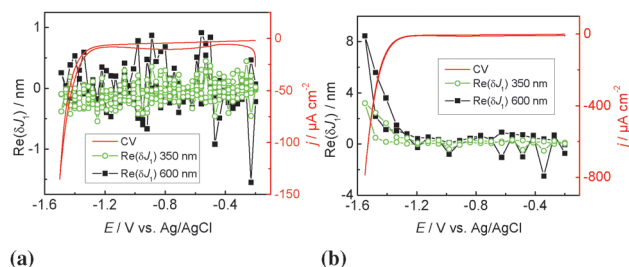 (a)
1
0
-1
Re(δJ₁) / nm
CV
Re(δJ₁) 350 nm
Re(δJ₁) 600 nm
0
-50
-100
-150
j / μA cm⁻²
-1.6
-1.2
-0.8
-0.4
E / V vs. Ag/AgCl
(a)
(b)
8
4
0
-4
Re(δJ₁) / nm
CV
Re(δJ₁) 350 nm
Re(δJ₁) 600 nm
0
-400
-800
j / μA cm⁻²
-1.6
-1.2
-0.8
-0.4
E / V vs. Ag/AgCl
(b)